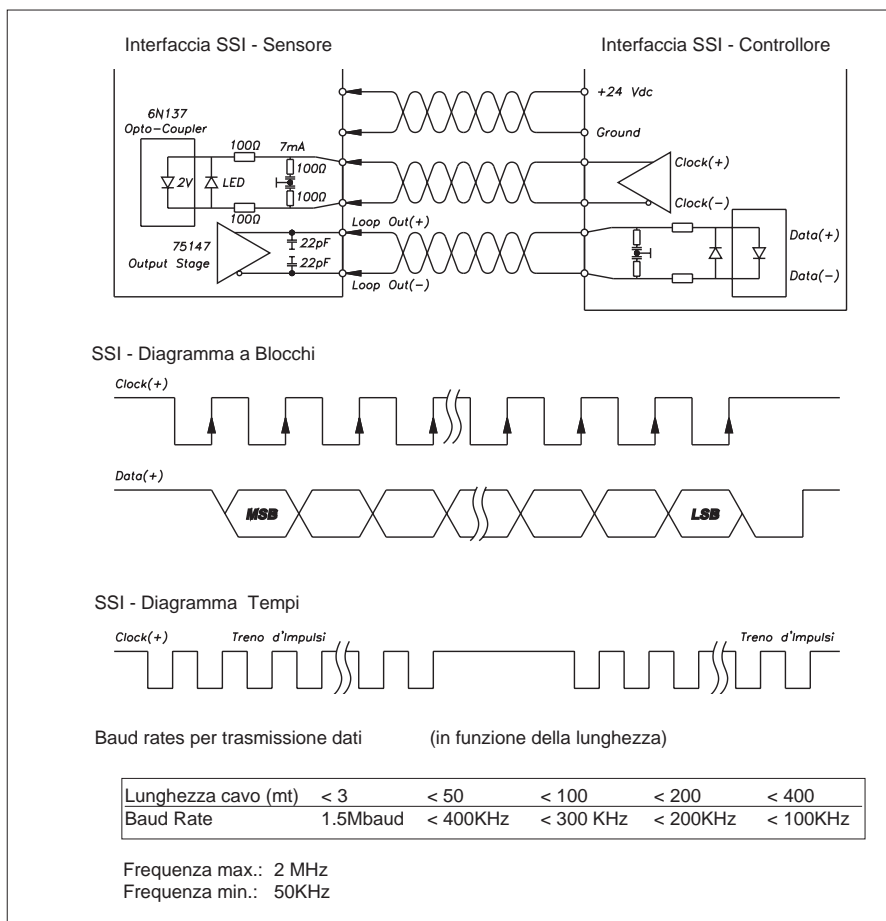 Interfaccia SSI - Sensore
Interfaccia SSI - Controllore
+24 Vdc
6N137
Opto-Coupler
Ground
100Ω
7mA
100Ω
Clock(+)
2V
LED
100Ω
Clock(-)
100Ω
Loop Out(+)
75147
Output Stage
22pF
22pF
Data(+)
Data(-)
Loop Out(-)
SSI - Diagramma a Blocchi
Clock(+)
Data(+)
MSB
LSB
SSI - Diagramma Tempi
Clock(+)
Treno d'Impulsi
Treno d'Impulsi
Baud rates per trasmissione dati (in funzione della lunghezza)
Lunghezza cavo (mt) < 3 < 50 < 100 < 200 < 400
Baud Rate 1.5Mbaud < 400KHz < 300 KHz < 200KHz < 100KHz
Frequenza max.: 2 MHz
Frequenza min.: 50KHz